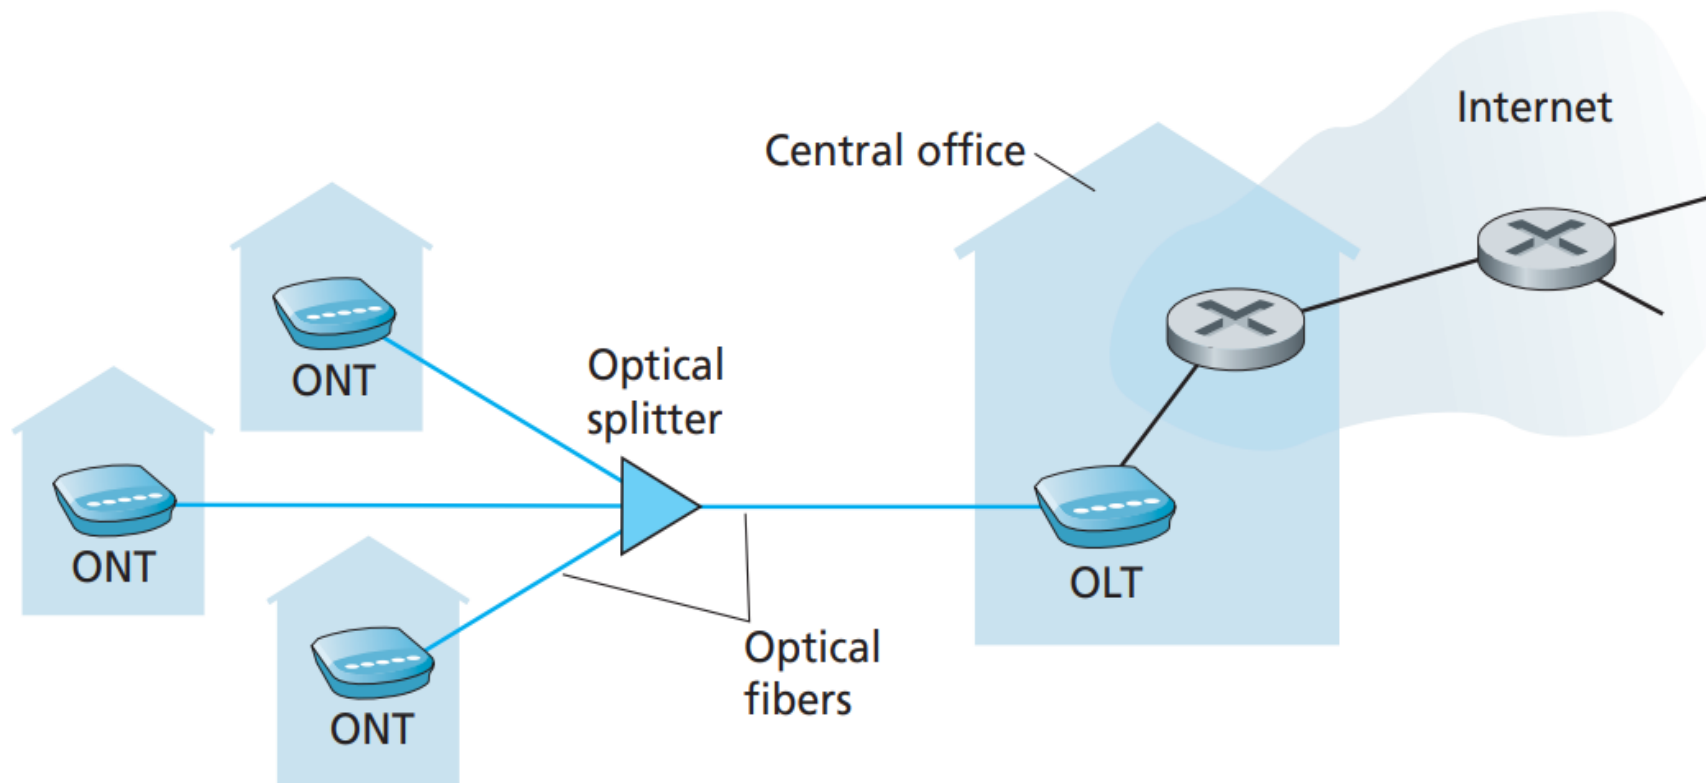 Internet
Central office
ONT
Optical
splitter
ONT
OLT
Optical
fibers
ONT